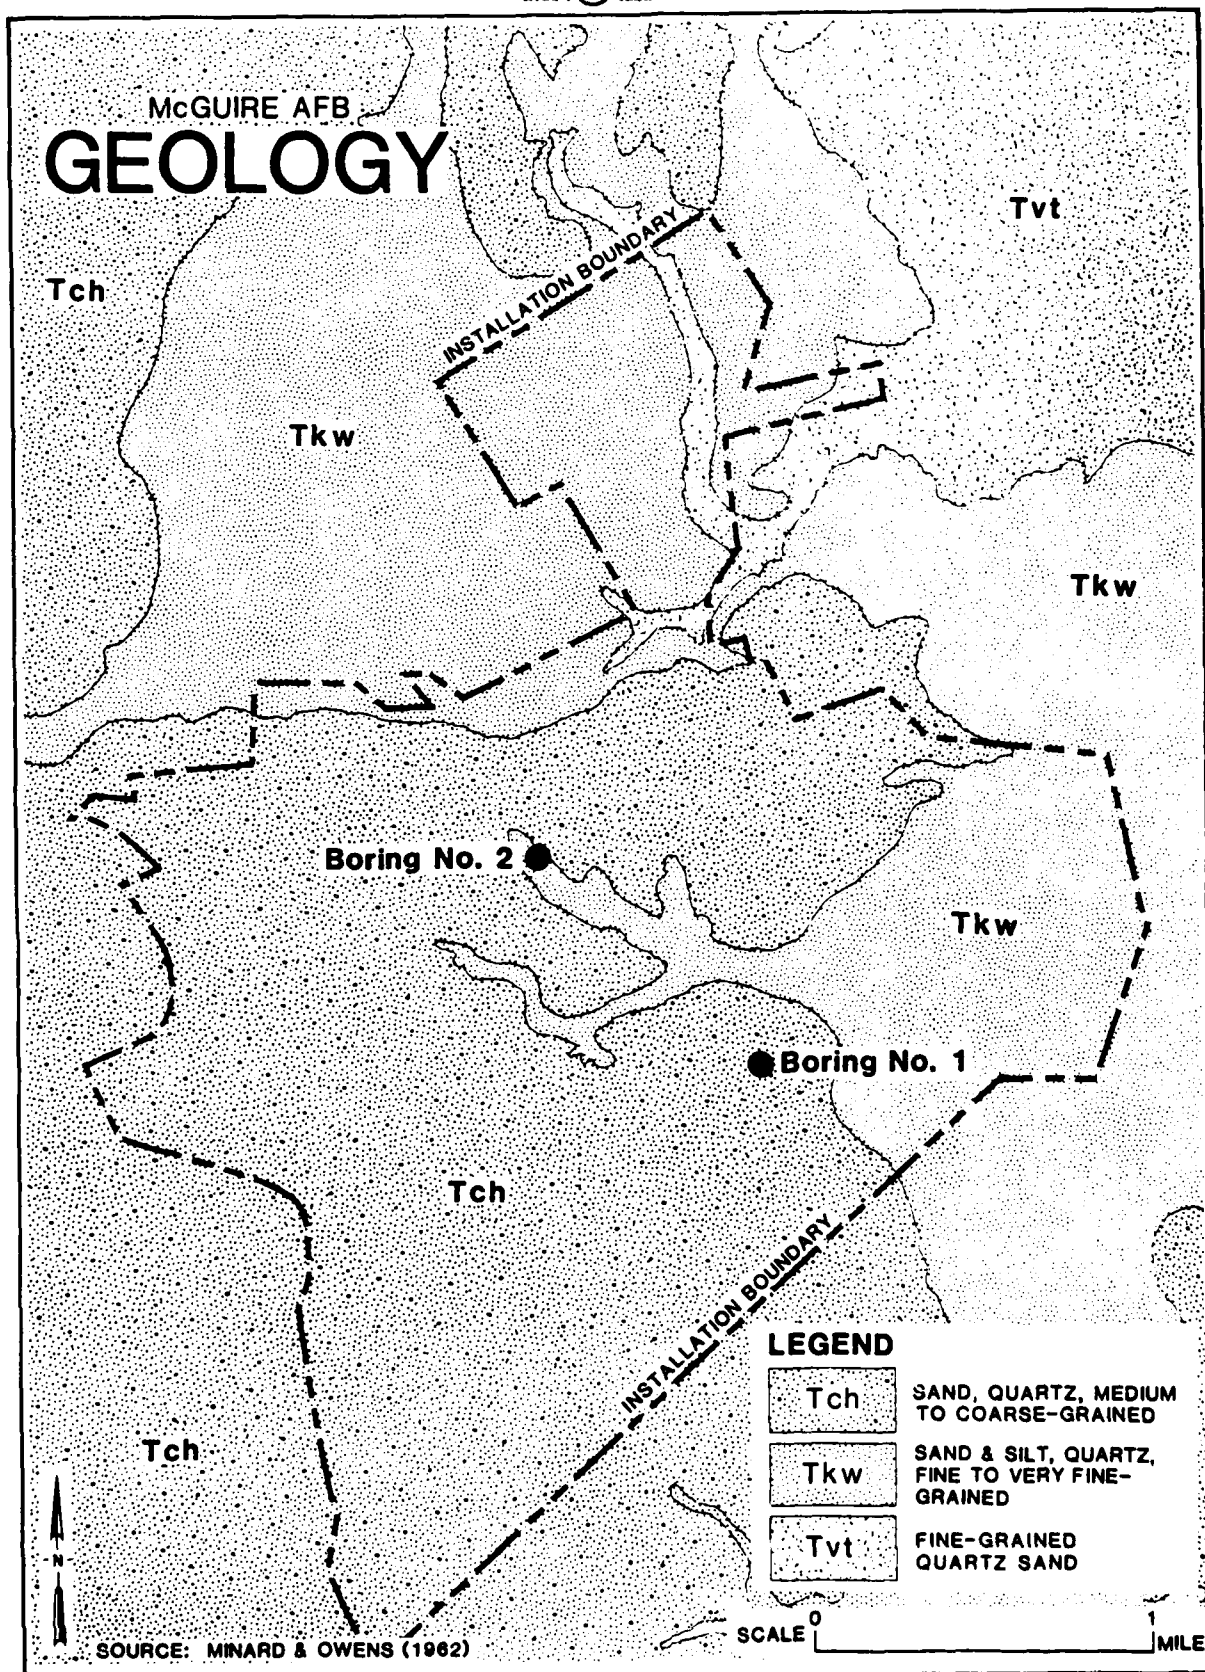 McGUIRE AFB
GEOLOGY
Tvt
INSTALLATION BOUNDARY
Tch
Tkw
Tkw
Boring No. 2
Tkw
Boring No. 1
Tch
INSTALLATION BOUNDARY
Tch
LEGEND
Tch
SAND, QUARTZ, MEDIUM
TO COARSE-GRAINED
Tkw
SAND & SILT, QUARTZ,
FINE TO VERY FINE-
GRAINED
Tvt
FINE-GRAINED
QUARTZ SAND
N
SOURCE: MINARD & OWENS (1962)
SCALE
0
1
MILE